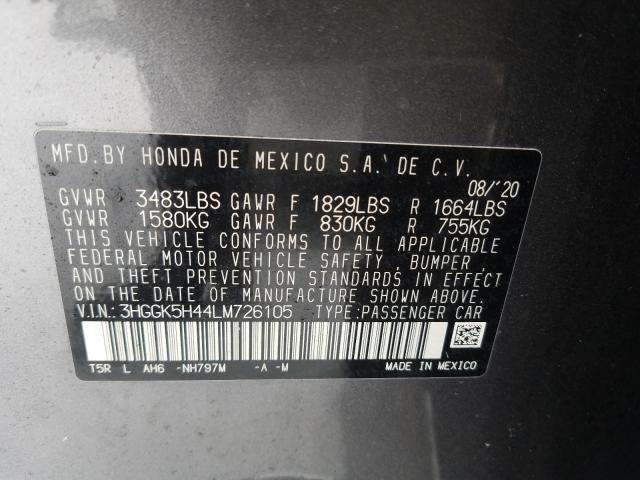 MFD. BY HONDA DE MEXICO S.A. DE C.V.
08/'20
GVWR 3483LBS GAWR F 1829LBS R 1664LBS
GVWR 1580KG GAWR F 830KG R 755KG
THIS VEHICLE CONFORMS TO ALL APPLICABLE
FEDERAL MOTOR VEHICLE SAFETY, BUMPER,
AND THEFT PREVENTION STANDARDS IN EFFECT
ON THE DATE OF MANUFACTURE SHOWN ABOVE.
V.I.N: 3HGGK5H44LM726105 TYPE: PASSENGER CAR
T5R L AH6 -NH797M -A -M MADE IN MEXICO